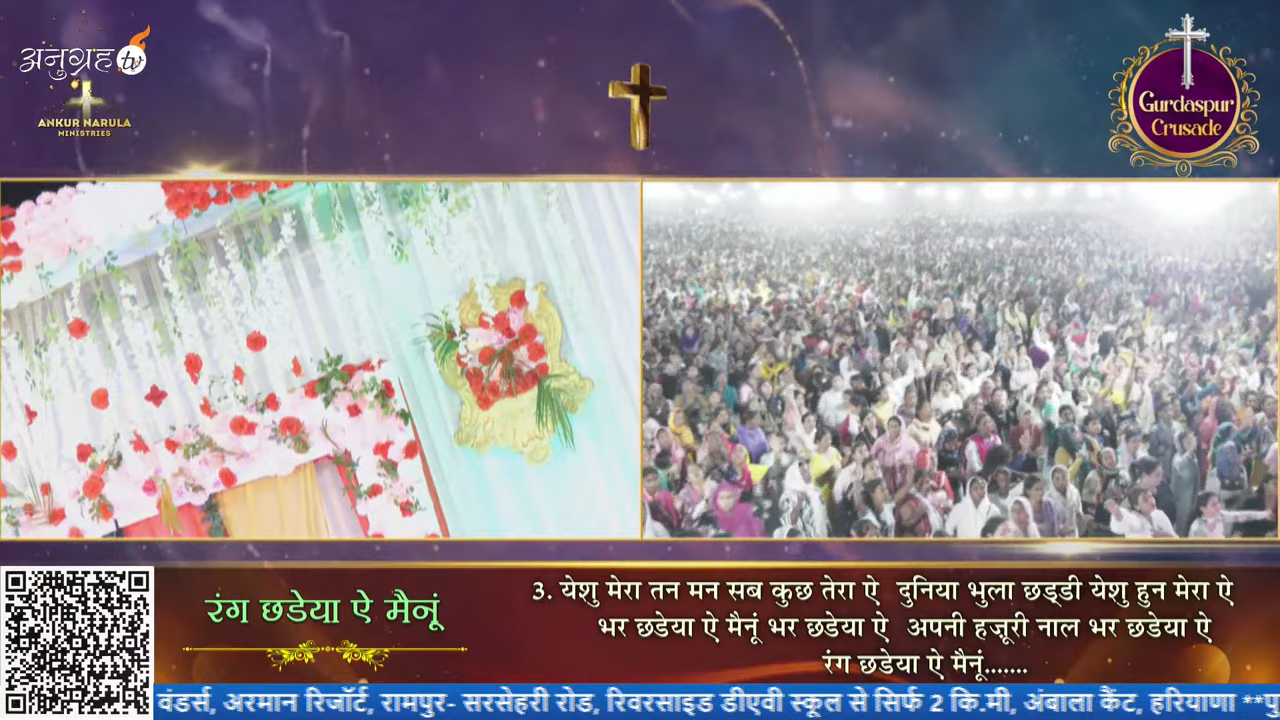 अनुग्रह tv
ANKUR NARULA
MINISTRIES
Gurdaspur
Crusade
रंग छडेया ऐ मैनूं
3. येशु मेरा तन मन सब कुछ तेरा ऐ दुनिया भुला छड्डी येशु हुन मेरा ऐ
भर छडेया ऐ मैनूं भर छडेया ऐ अपनी हजूरी नाल भर छडेया ऐ
रंग छडेया ऐ मैनूं.......
वंडर्स, अरमान रिजॉर्ट, रामपुर- सरसेहरी रोड, रिवरसाइड डीएवी स्कूल से सिर्फ 2 कि.मी, अंबाला कैंट, हरियाणा **पु